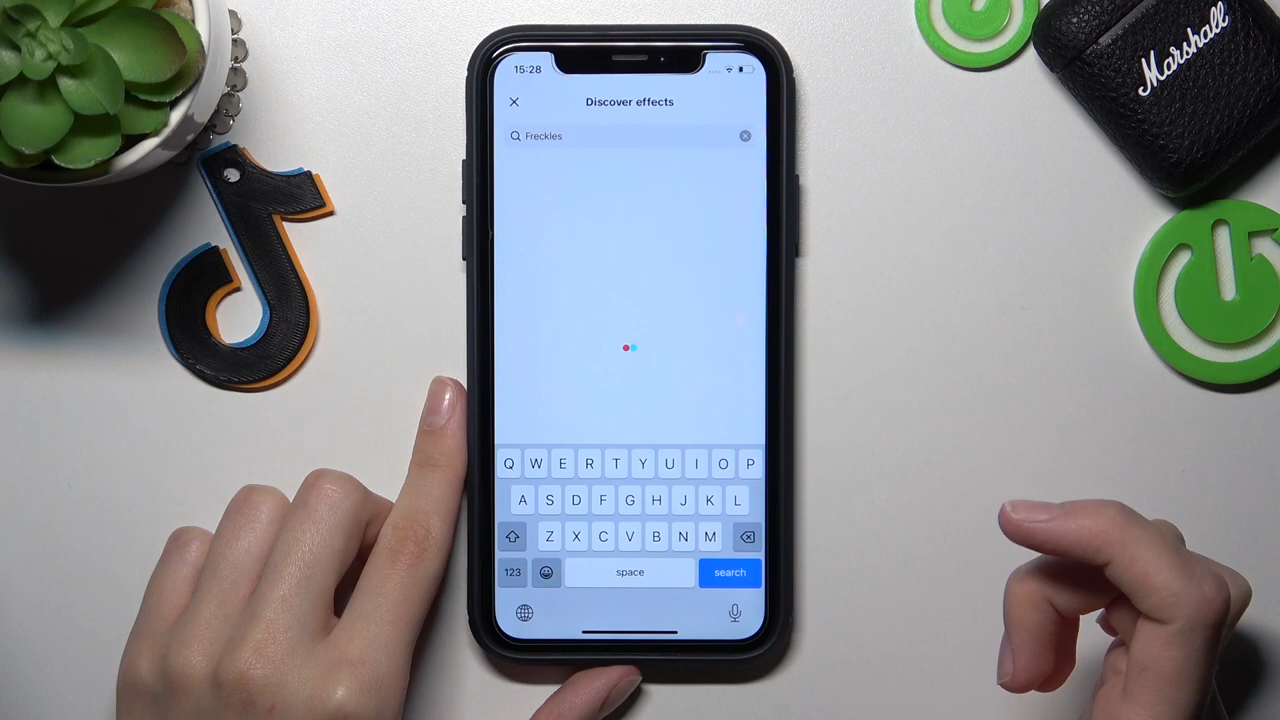 Marshall
15:28
Discover effects
Freckles
Q W E R T Y U I O P
A S D F G H J K L
Z X C V B N M
123 space search